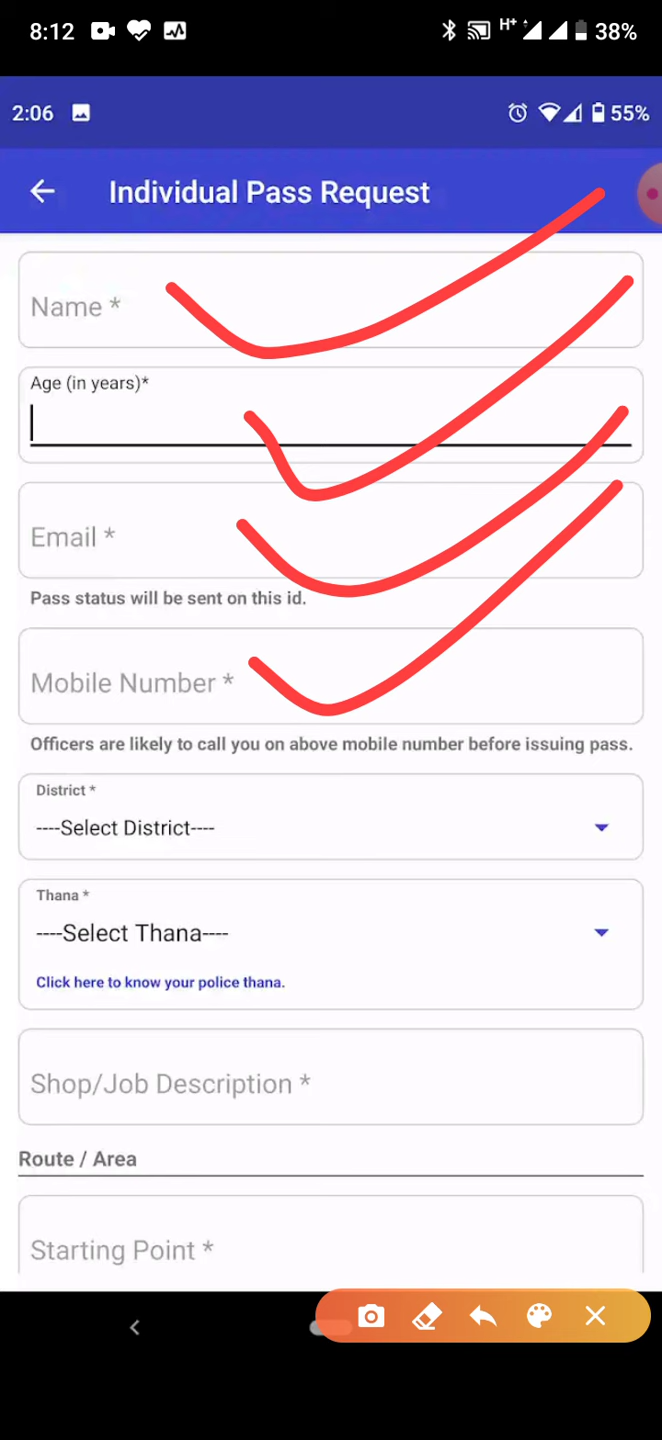 8:12 H+ 38%
2:06 55%
Individual Pass Request
Name *
Age (in years)*
Email *
Pass status will be sent on this id.
Mobile Number *
Officers are likely to call you on above mobile number before issuing pass.
District *
----Select District----
Thana *
----Select Thana----
Click here to know your police thana.
Shop/Job Description *
Route / Area
Starting Point *